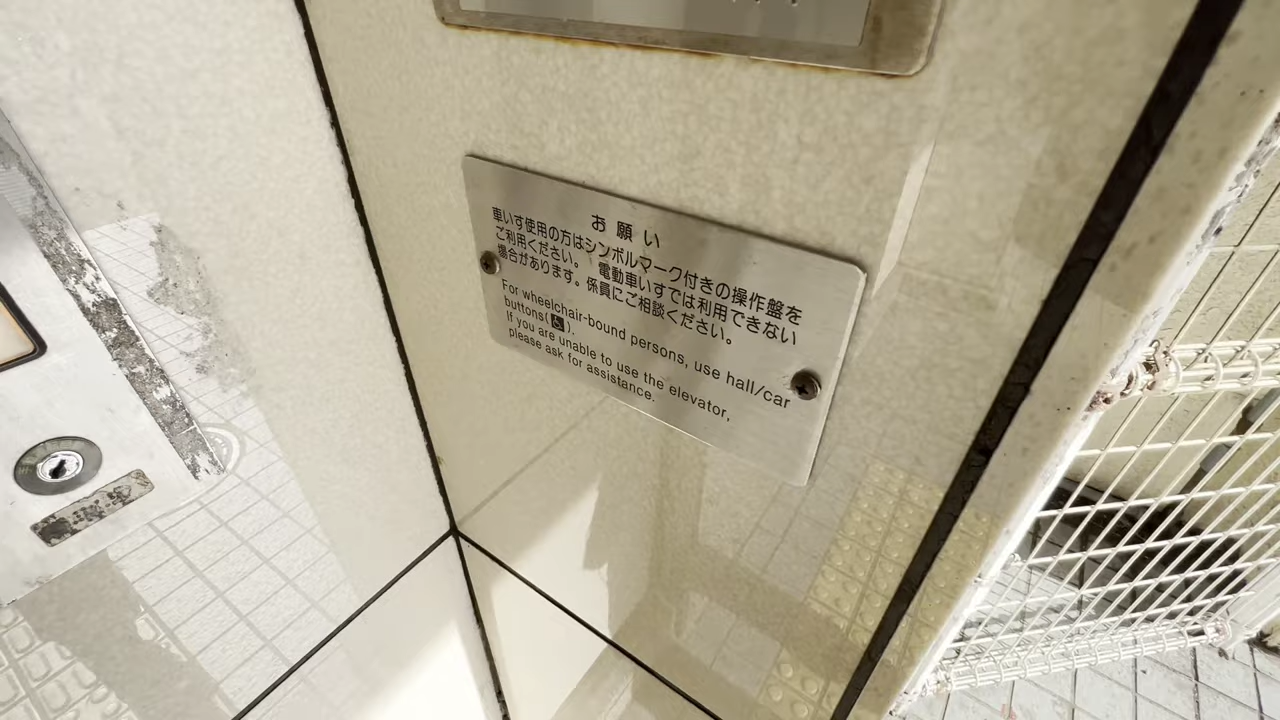 お願い
車いす使用の方はシンボルマーク付きの操作盤を
ご利用ください。 電動車いすでは利用できない
場合があります。係員にご相談ください。
For wheelchair-bound persons, use hall/car
buttons(♿).
If you are unable to use the elevator,
please ask for assistance.